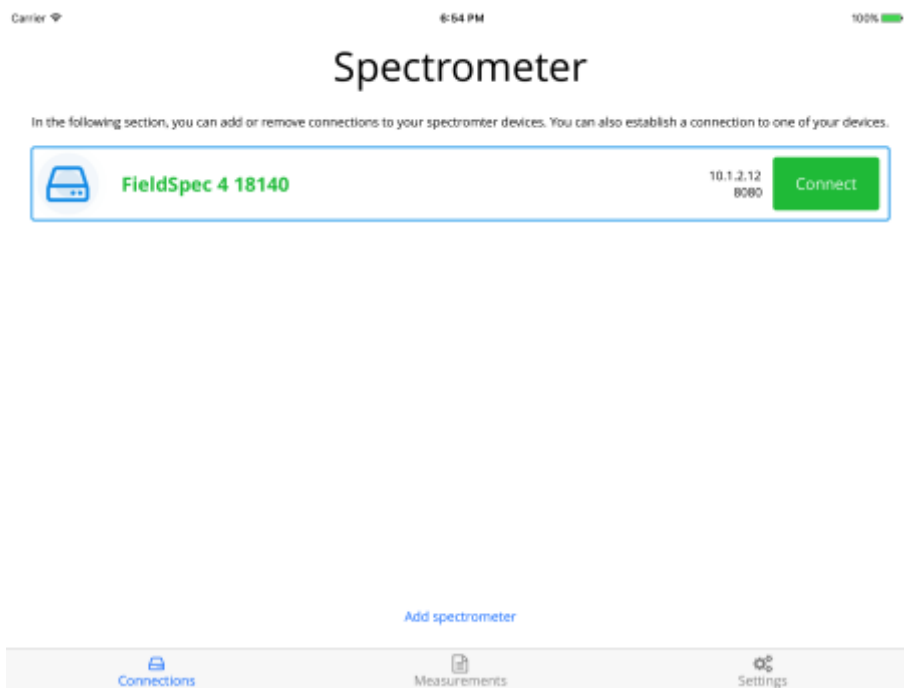 Carrier 6:54 PM 100%
Spectrometer
In the following section, you can add or remove connections to your spectromter devices. You can also establish a connection to one of your devices.
FieldSpec 4 18140
10.1.2.12
8080
Connect
Add spectrometer
Connections Measurements Settings